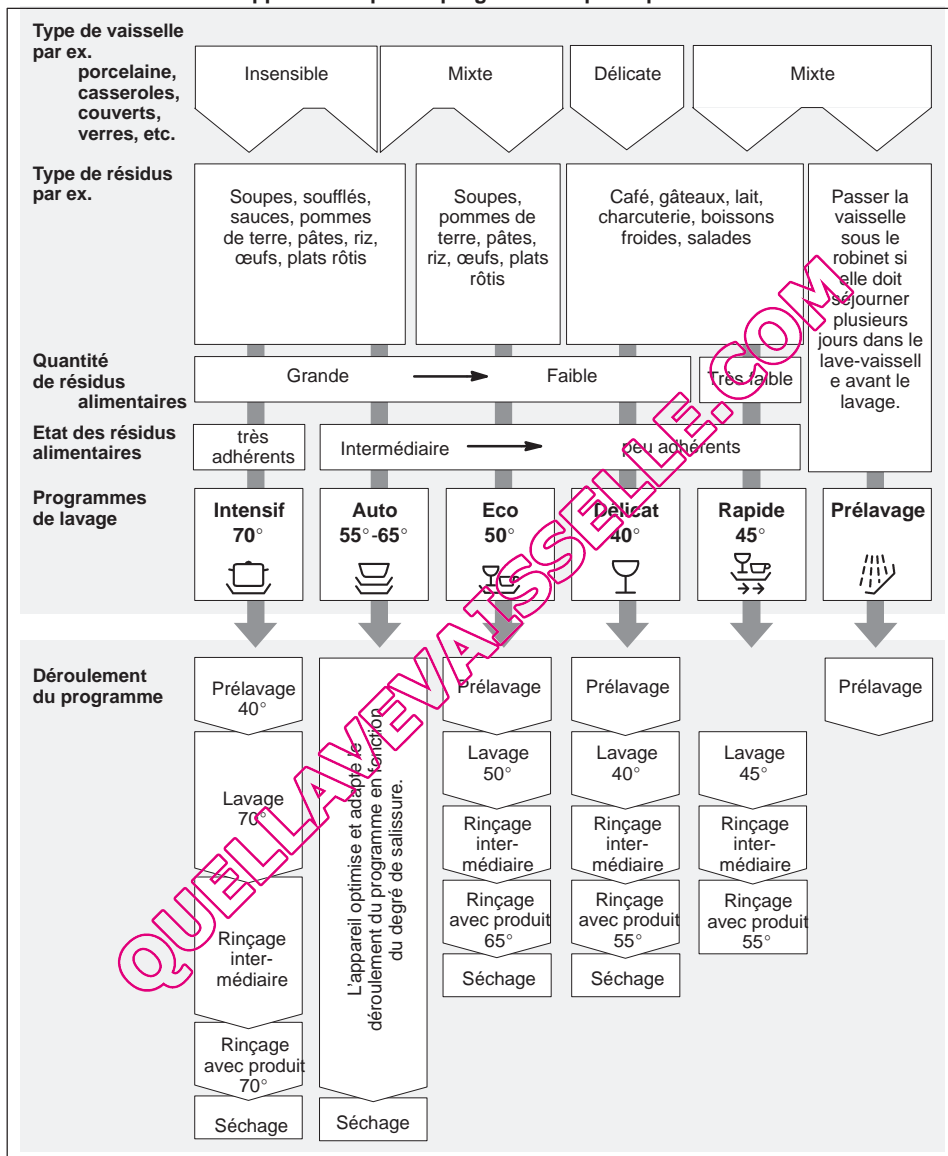 Type de vaisselle
par ex.
porcelaine,
casseroles,
couverts,
verres, etc.
Insensible
Mixte
Délicate
Mixte
Type de résidus
par ex.
Soupes, soufflés,
sauces, pommes
de terre, pâtes, riz,
œufs, plats rôtis
Soupes,
pommes de
terre, pâtes,
riz, œufs, plats
rôtis
Café, gâteaux, lait,
charcuterie, boissons
froides, salades
Passer la
vaisselle
sous le
robinet si
elle doit
séjourner
plusieurs
jours dans le
lave-vaissell
e avant le
lavage.
Quantité
de résidus
alimentaires
Grande
Faible
Très faible
Etat des résidus
alimentaires
très
adhérents
Intermédiaire
peu adhérents
Programmes
de lavage
Intensif
70°
Auto
55°-65°
Eco
50°
Délicat
40°
Rapide
45°
Prélavage
Déroulement
du programme
Prélavage
40°
Lavage
70°
Rinçage
inter-
médiaire
Rinçage
avec produit
70°
Séchage
L'appareil optimise et adapte le
déroulement du programme en fonction
du degré de salissure.
Séchage
Prélavage
Lavage
50°
Rinçage
inter-
médiaire
Rinçage
avec produit
65°
Séchage
Prélavage
Lavage
40°
Rinçage
inter-
médiaire
Rinçage
avec produit
55°
Séchage
Lavage
45°
Rinçage
inter-
médiaire
Rinçage
avec produit
55°
Prélavage
QUELLAVEVAISSELLE.COM